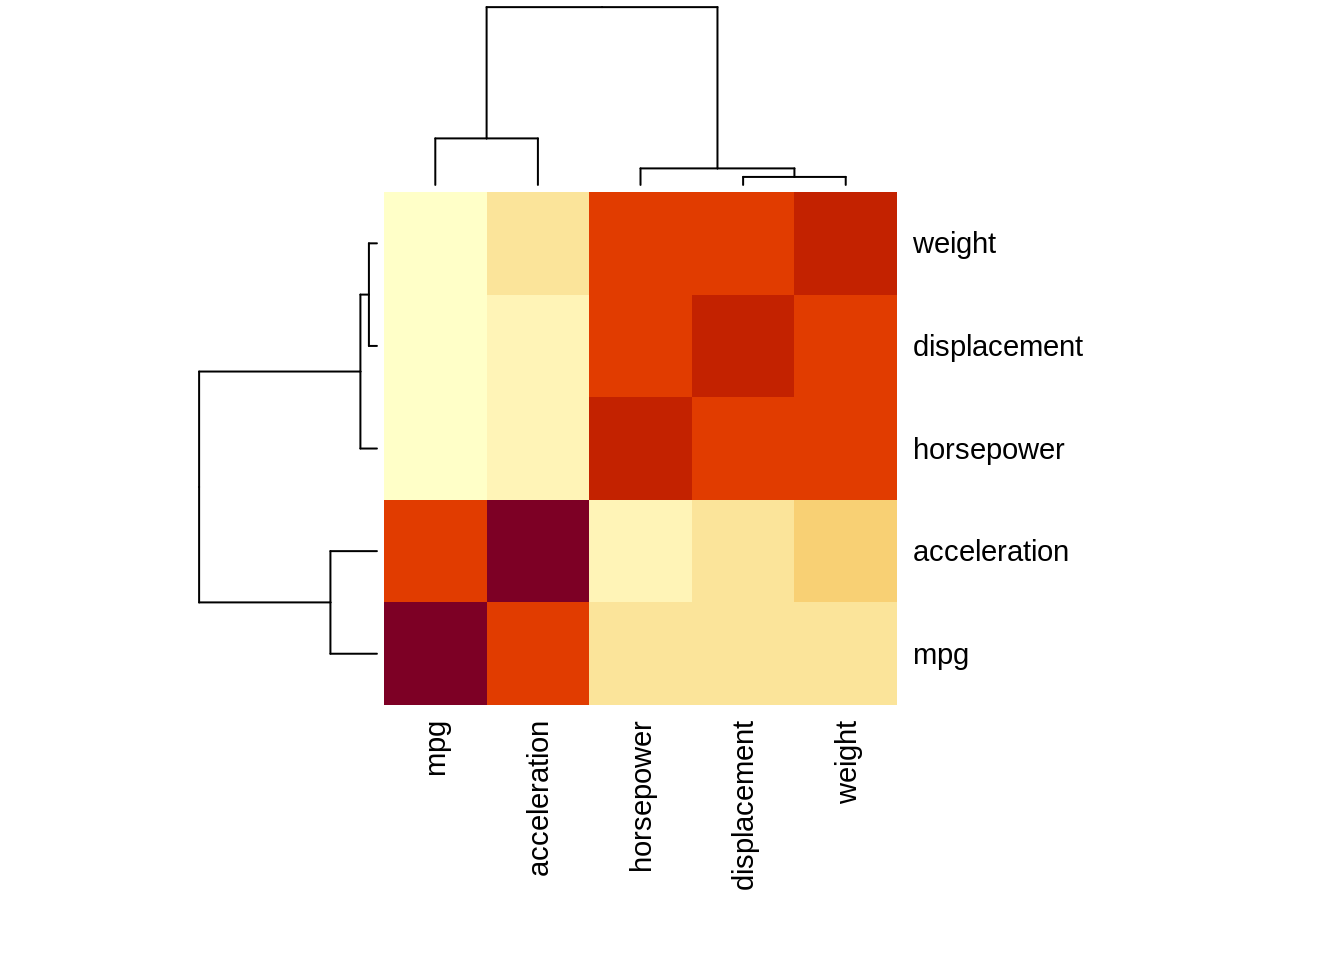 weight
displacement
horsepower
acceleration
mpg
mpg
acceleration
horsepower
displacement
weight